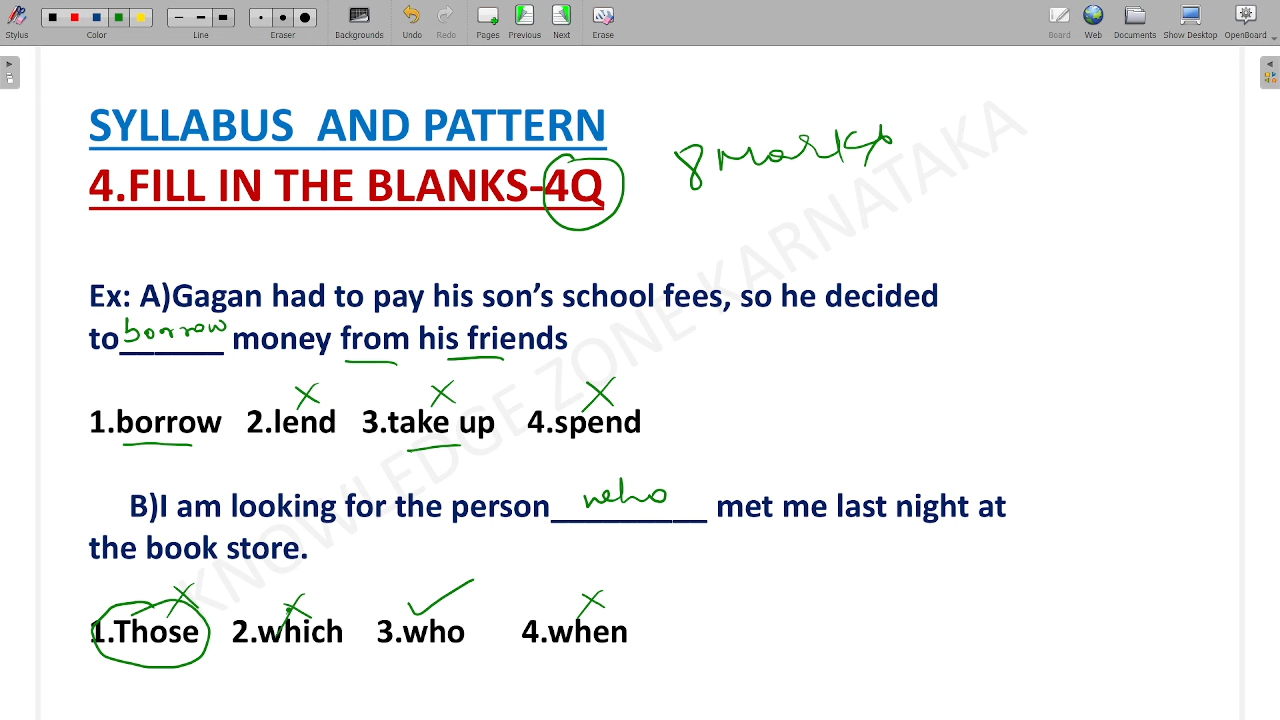 Stylus Color Line Eraser Backgrounds Undo Redo Pages Previous Next Erase Board Web Documents Show Desktop OpenBoard
SYLLABUS AND PATTERN
8 Marks
4.FILL IN THE BLANKS-4Q
Ex: A)Gagan had to pay his son’s school fees, so he decided
to borrow______ money from his friends
1.borrow 2.lend 3.take up 4.spend
B)I am looking for the person who_________ met me last night at
the book store.
1.Those 2.which 3.who 4.when
KNOWLEDGE ZONE KARNATAKA